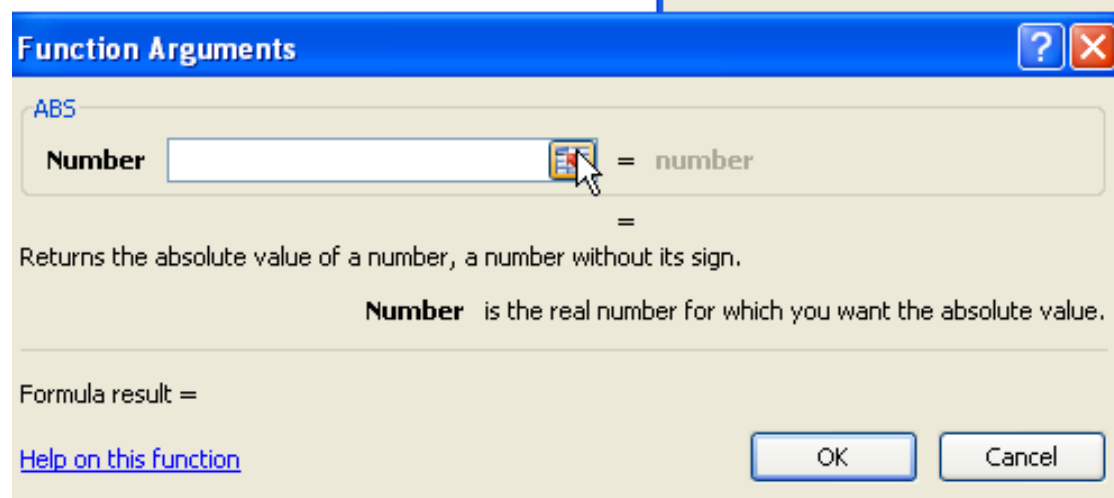 Function Arguments
?
ABS
Number = number
=
Returns the absolute value of a number, a number without its sign.
Number is the real number for which you want the absolute value.
Formula result =
Help on this function OK Cancel